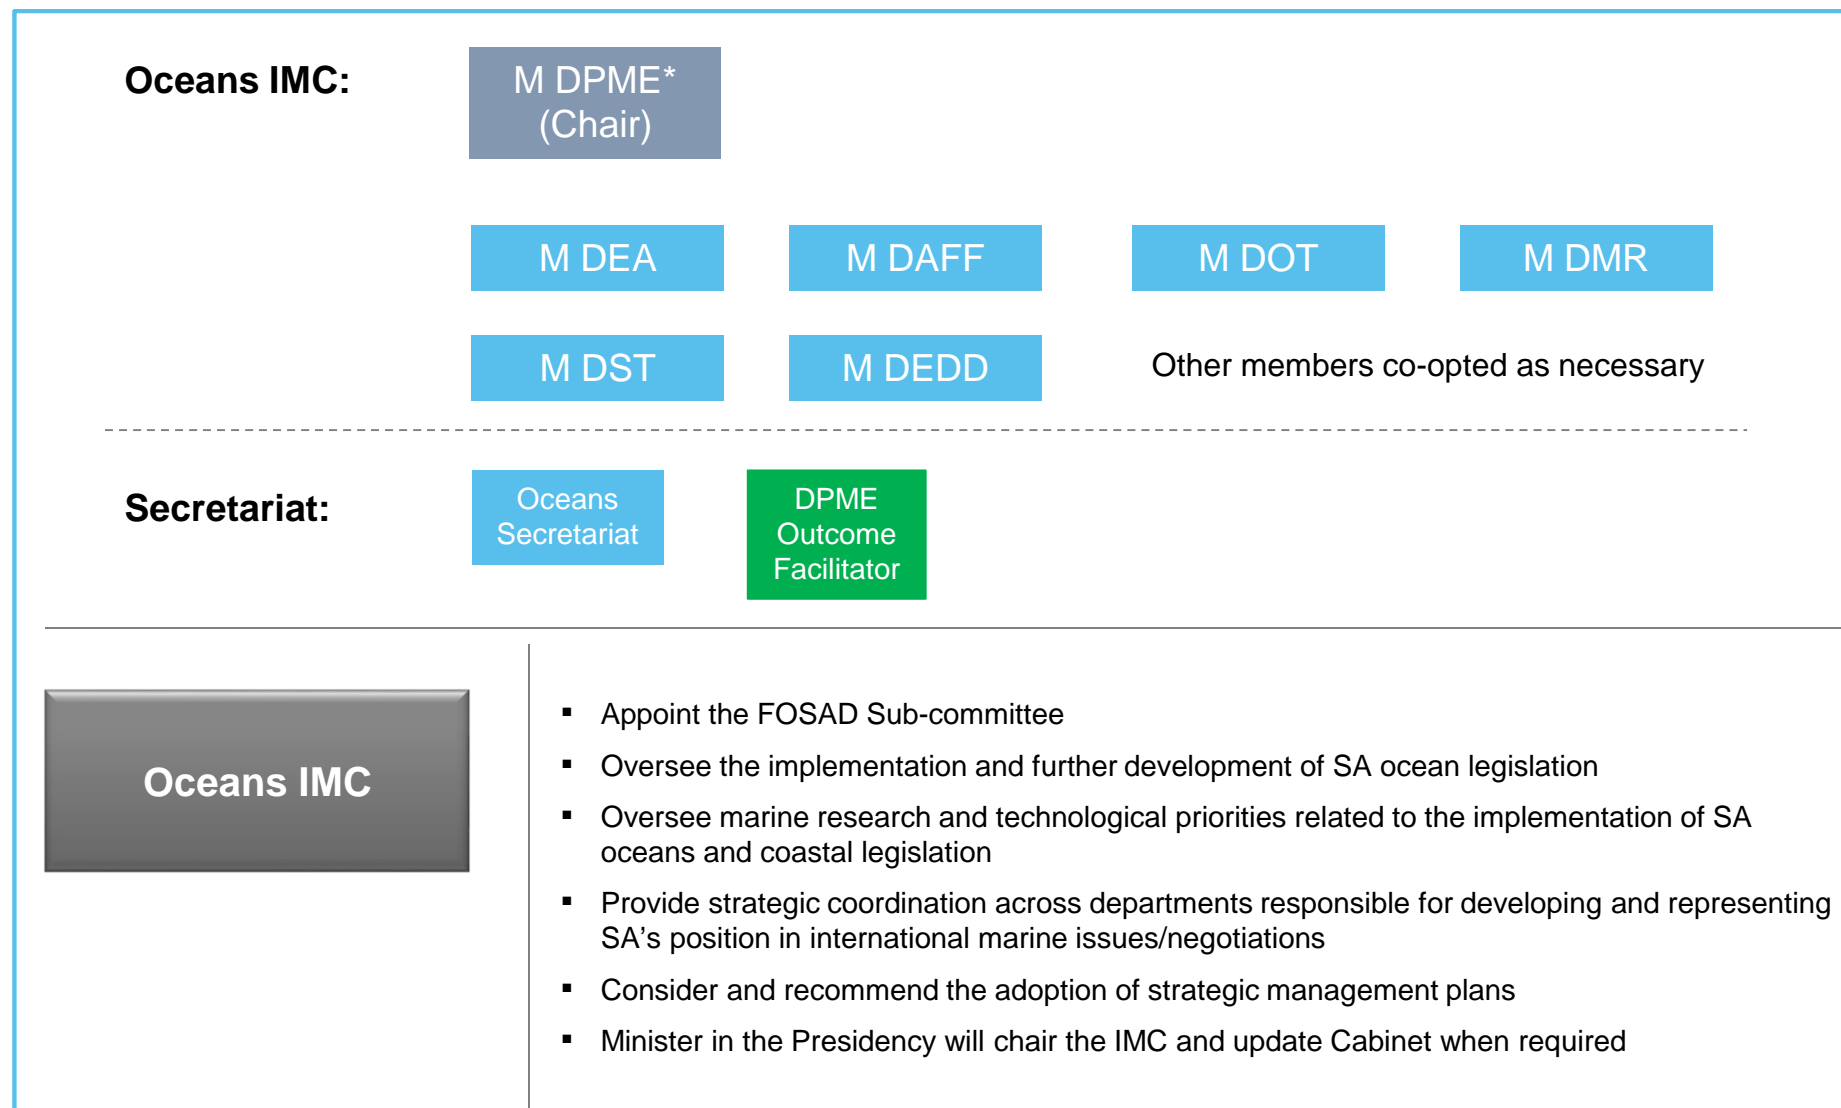 Oceans IMC:
M DPME*
(Chair)
M DEA
M DAFF
M DOT
M DMR
M DST
M DEDD
Other members co-opted as necessary
Secretariat:
Oceans
Secretariat
DPME
Outcome
Facilitator
Oceans IMC
▪ Appoint the FOSAD Sub-committee
▪ Oversee the implementation and further development of SA ocean legislation
▪ Oversee marine research and technological priorities related to the implementation of SA
oceans and coastal legislation
▪ Provide strategic coordination across departments responsible for developing and representing
SA’s position in international marine issues/negotiations
▪ Consider and recommend the adoption of strategic management plans
▪ Minister in the Presidency will chair the IMC and update Cabinet when required